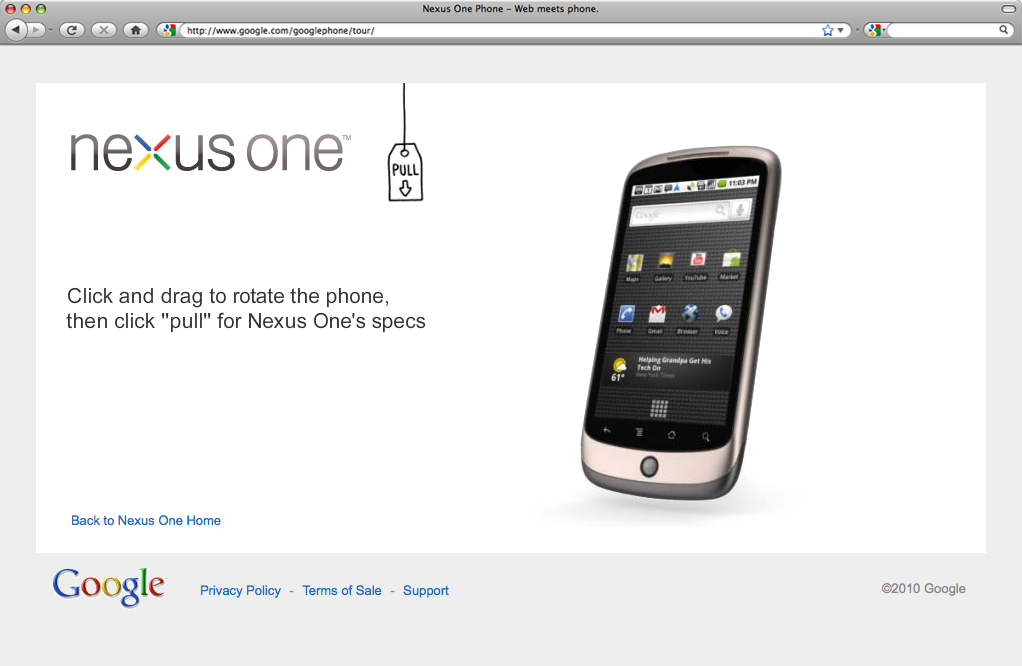 Nexus One Phone – Web meets phone.
http://www.google.com/googlephone/tour/
nexus one™
PULL
11:03 PM
Google
Maps Gallery YouTube Market
Phone Gmail Browser Voice
Helping Grandpa Get His
Tech On
New York Times
61°
Click and drag to rotate the phone,
then click "pull" for Nexus One's specs
Back to Nexus One Home
Google
Privacy Policy - Terms of Sale - Support
©2010 Google